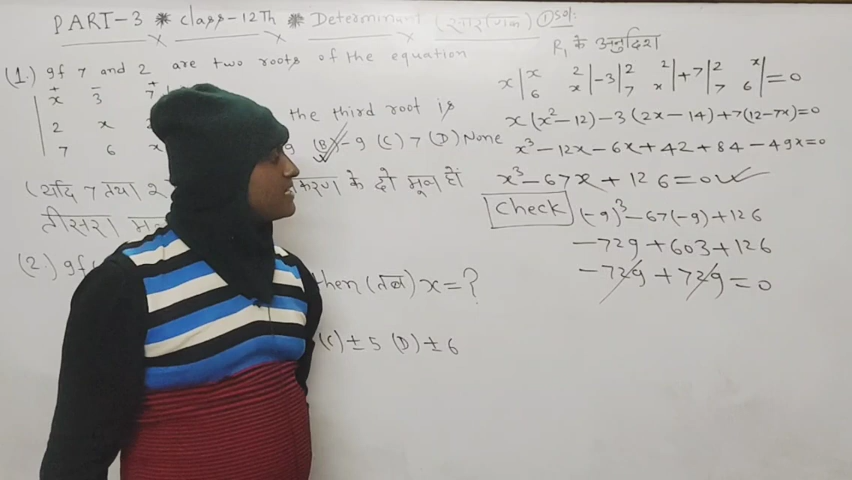 PART-3 * class-12Th * Determinant (सारणिक) ① Sol:
(1.) If 7 and 2 are two roots of the equation
+ - +
x 3 7
2 x
7 6 x
the third root is
9 (B) -9 (C) 7 (D) None
(यदि 7 तथा 2 करण के दो मूल हों
तीसरा
(2.) If
then (तब) x = ?
(C) ±5 (D) ±6
R₁ के अनुदिश
x |x 2 6 x| -3 |2 2 7 x| +7 |2 x 7 6| = 0
x(x²-12) -3(2x-14) +7(12-7x)=0
x³-12x-6x+42+84-49x=0
x³-67x+126=0
Check (-9)³-67(-9)+126
-729+603+126
-729+729=0